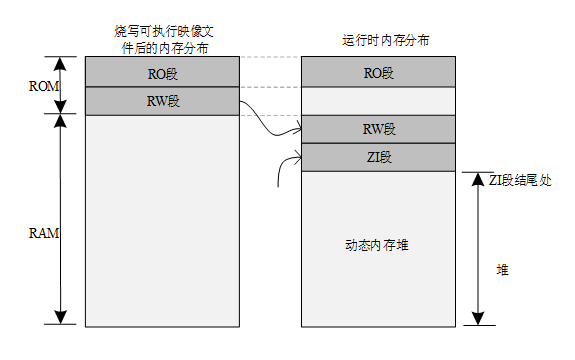 烧写可执行映像文
件后的内存分布
运行时内存分布
ROM
RO段
RO段
RW段
RW段
ZI段
ZI段结尾处
RAM
动态内存堆
堆